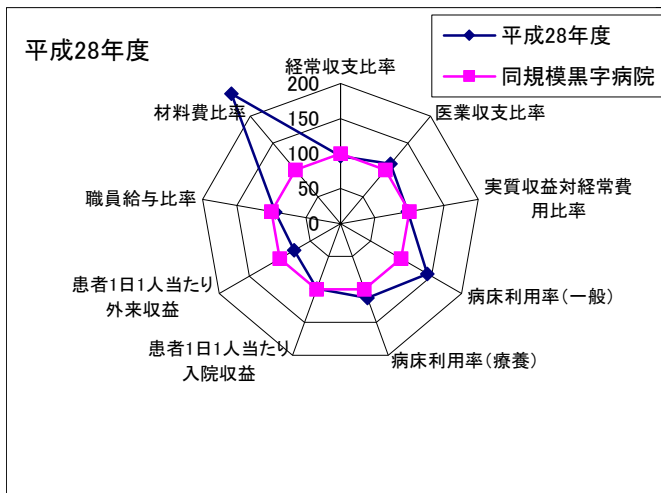 平成28年度
平成28年度
同規模黒字病院
経常収支比率
医業収支比率
実質収益対経常費
用比率
病床利用率(一般)
病床利用率(療養)
患者1日1人当たり
入院収益
患者1日1人当たり
外来収益
職員給与比率
材料費比率
200
150
100
50
0